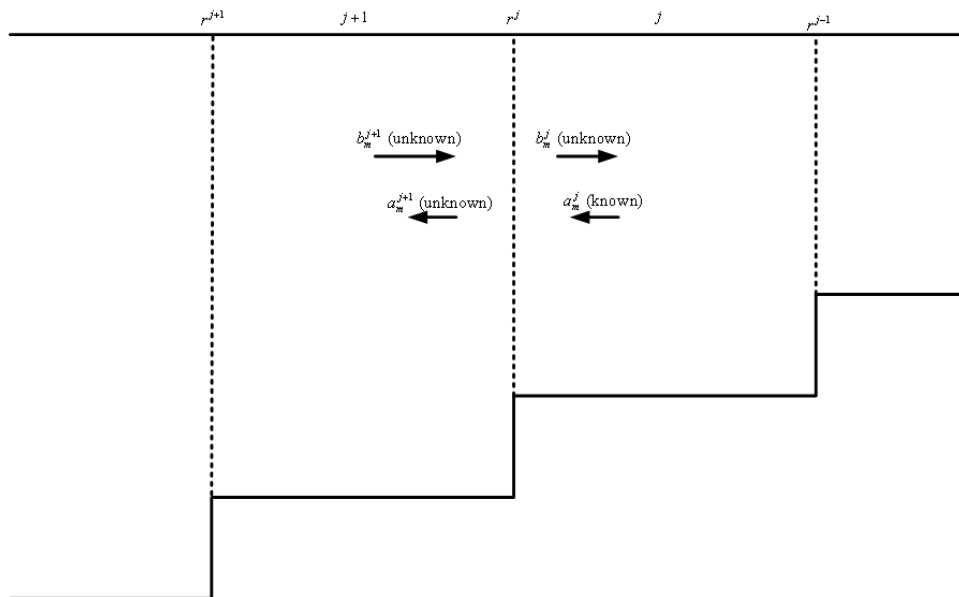 r^{j+1} j+1 r^j j r^{j-1}
b_m^{j+1} (unknown) b_m^j (unknown)
a_m^{j+1} (unknown) a_m^j (known)